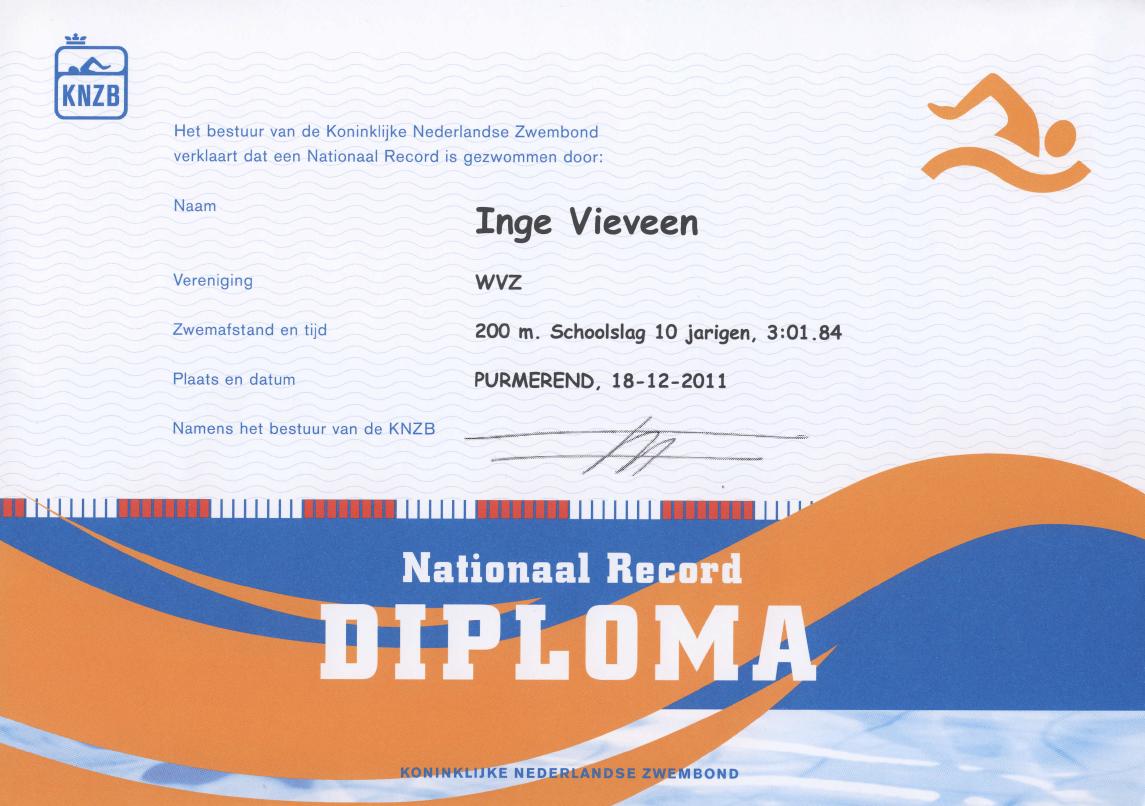 KNZB
Het bestuur van de Koninklijke Nederlandse Zwembond
verklaart dat een Nationaal Record is gezwommen door:
Naam
Inge Vieveen
Vereniging
WVZ
Zwemafstand en tijd
200 m. Schoolslag 10 jarigen, 3:01.84
Plaats en datum
PURMEREND, 18-12-2011
Namens het bestuur van de KNZB
Nationaal Record
DIPLOMA
KONINKLIJKE NEDERLANDSE ZWEMBOND